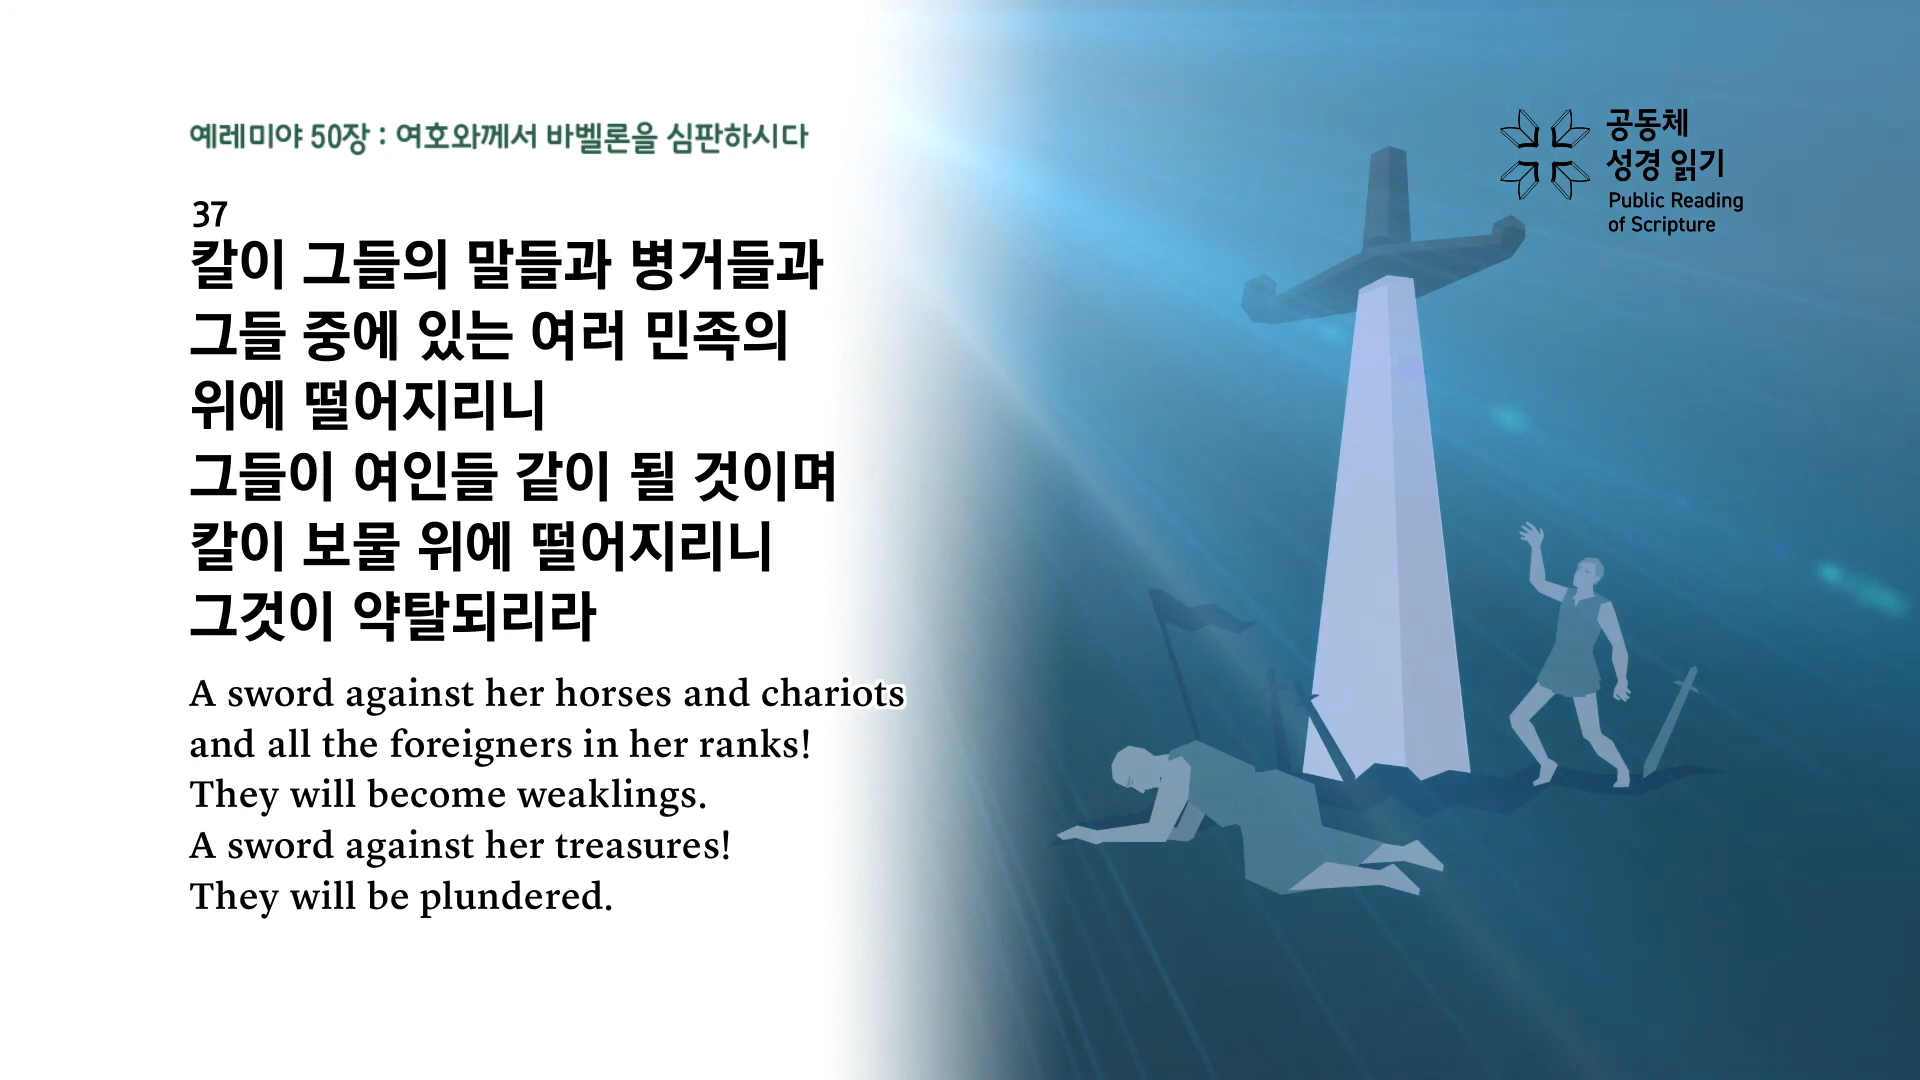 예레미야 50장 : 여호와께서 바벨론을 심판하시다
37
칼이 그들의 말들과 병거들과
그들 중에 있는 여러 민족의
위에 떨어지리니
그들이 여인들 같이 될 것이며
칼이 보물 위에 떨어지리니
그것이 약탈되리라
A sword against her horses and chariots
and all the foreigners in her ranks!
They will become weaklings.
A sword against her treasures!
They will be plundered.
공동체
성경 읽기
Public Reading
of Scripture